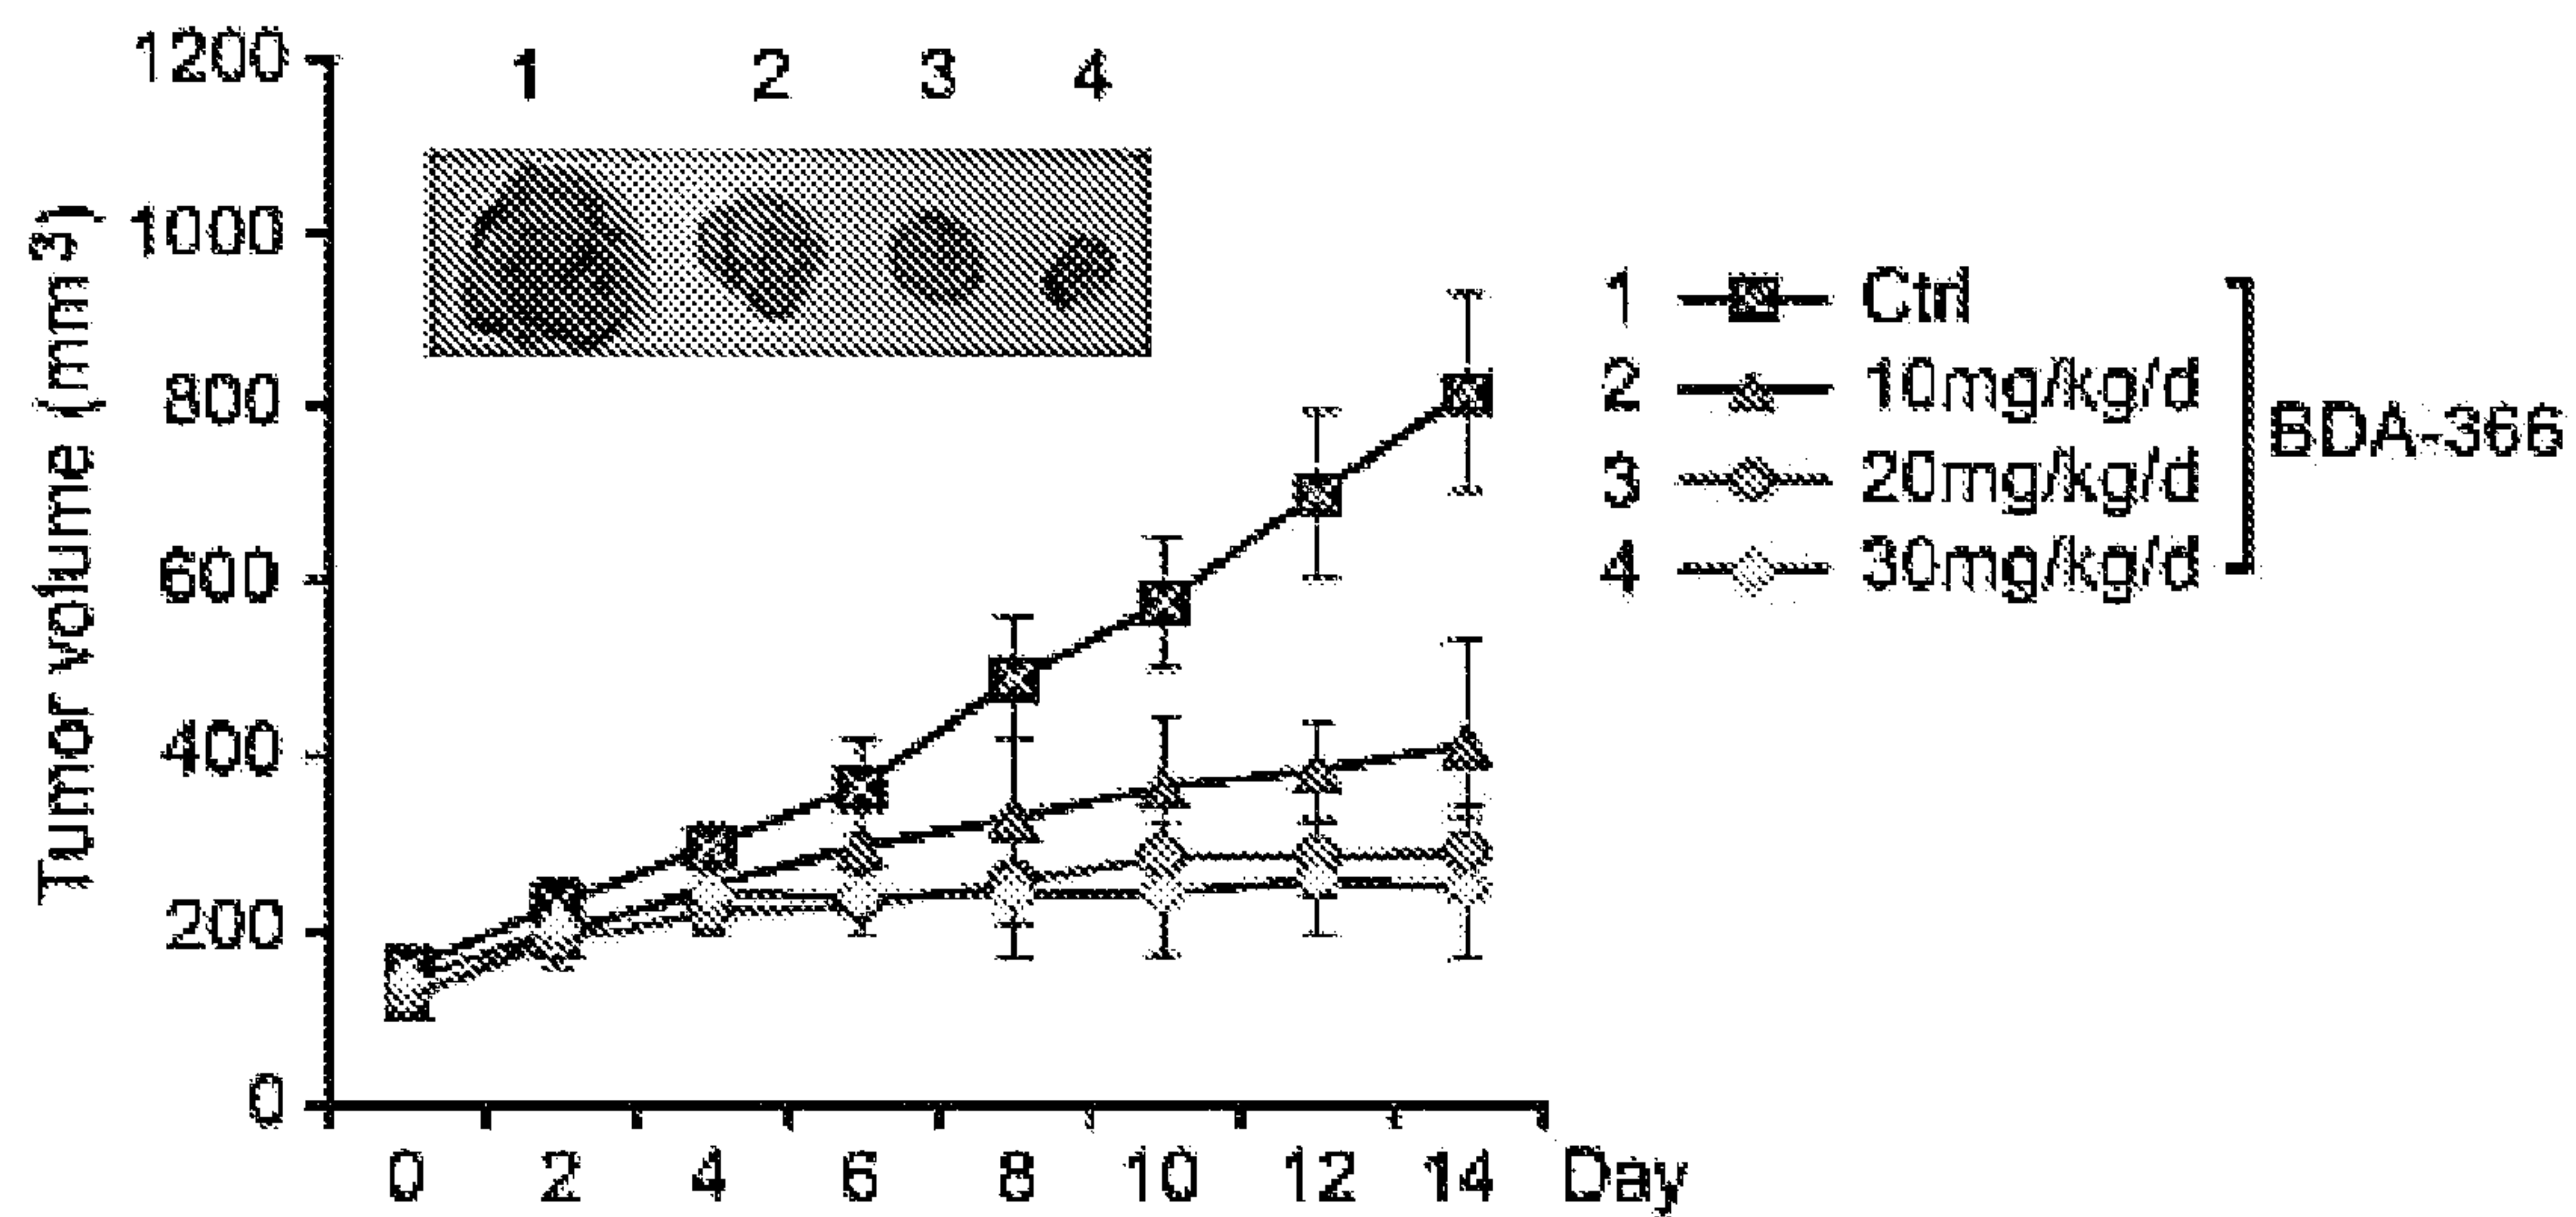 1200
1000
800
600
400
200
0
Tumor volume (mm³)
1 2 3 4
0 2 4 6 8 10 12 14 Day
1 Ctrl
2 10mg/kg/d
3 20mg/kg/d
4 30mg/kg/d
BDA-366